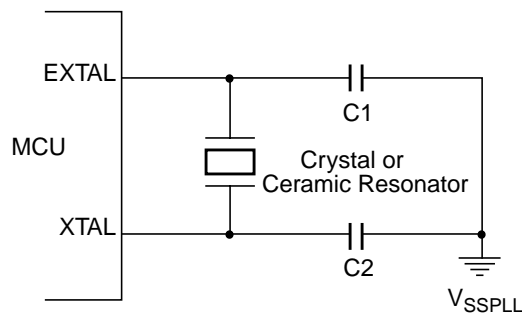 EXTAL
C1
MCU
Crystal or
Ceramic Resonator
XTAL
C2
VSSPLL